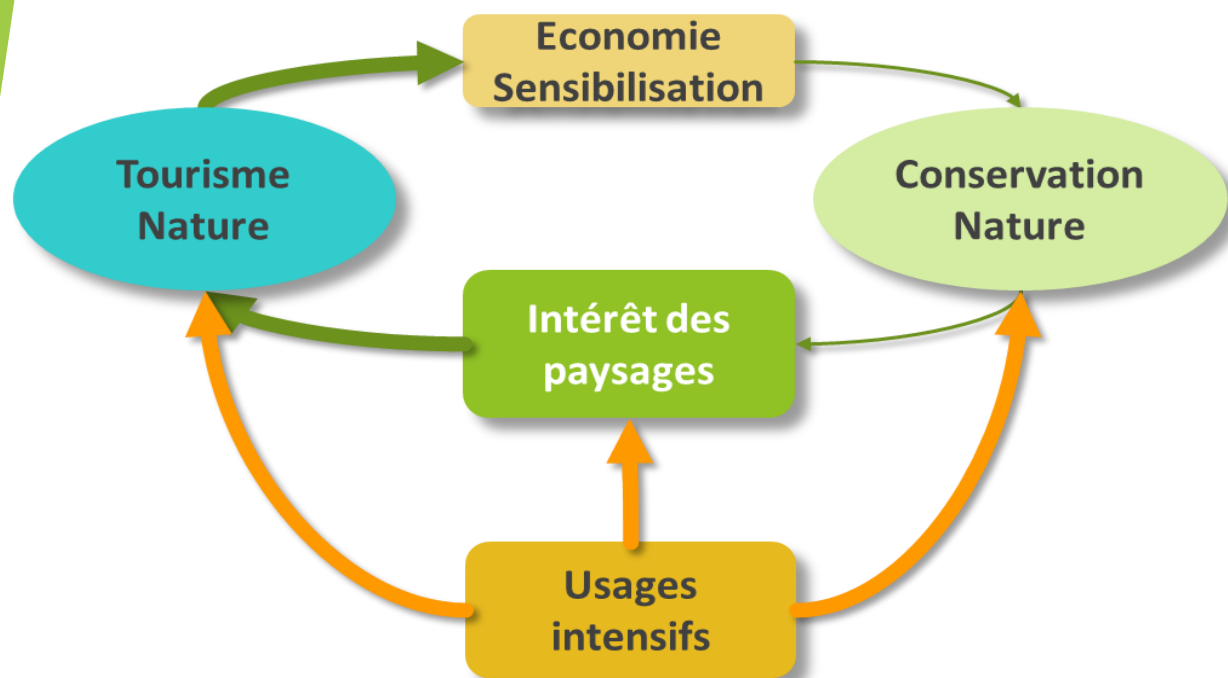 Economie
Sensibilisation
Tourisme
Nature
Conservation
Nature
Intérêt des
paysages
Usages
intensifs